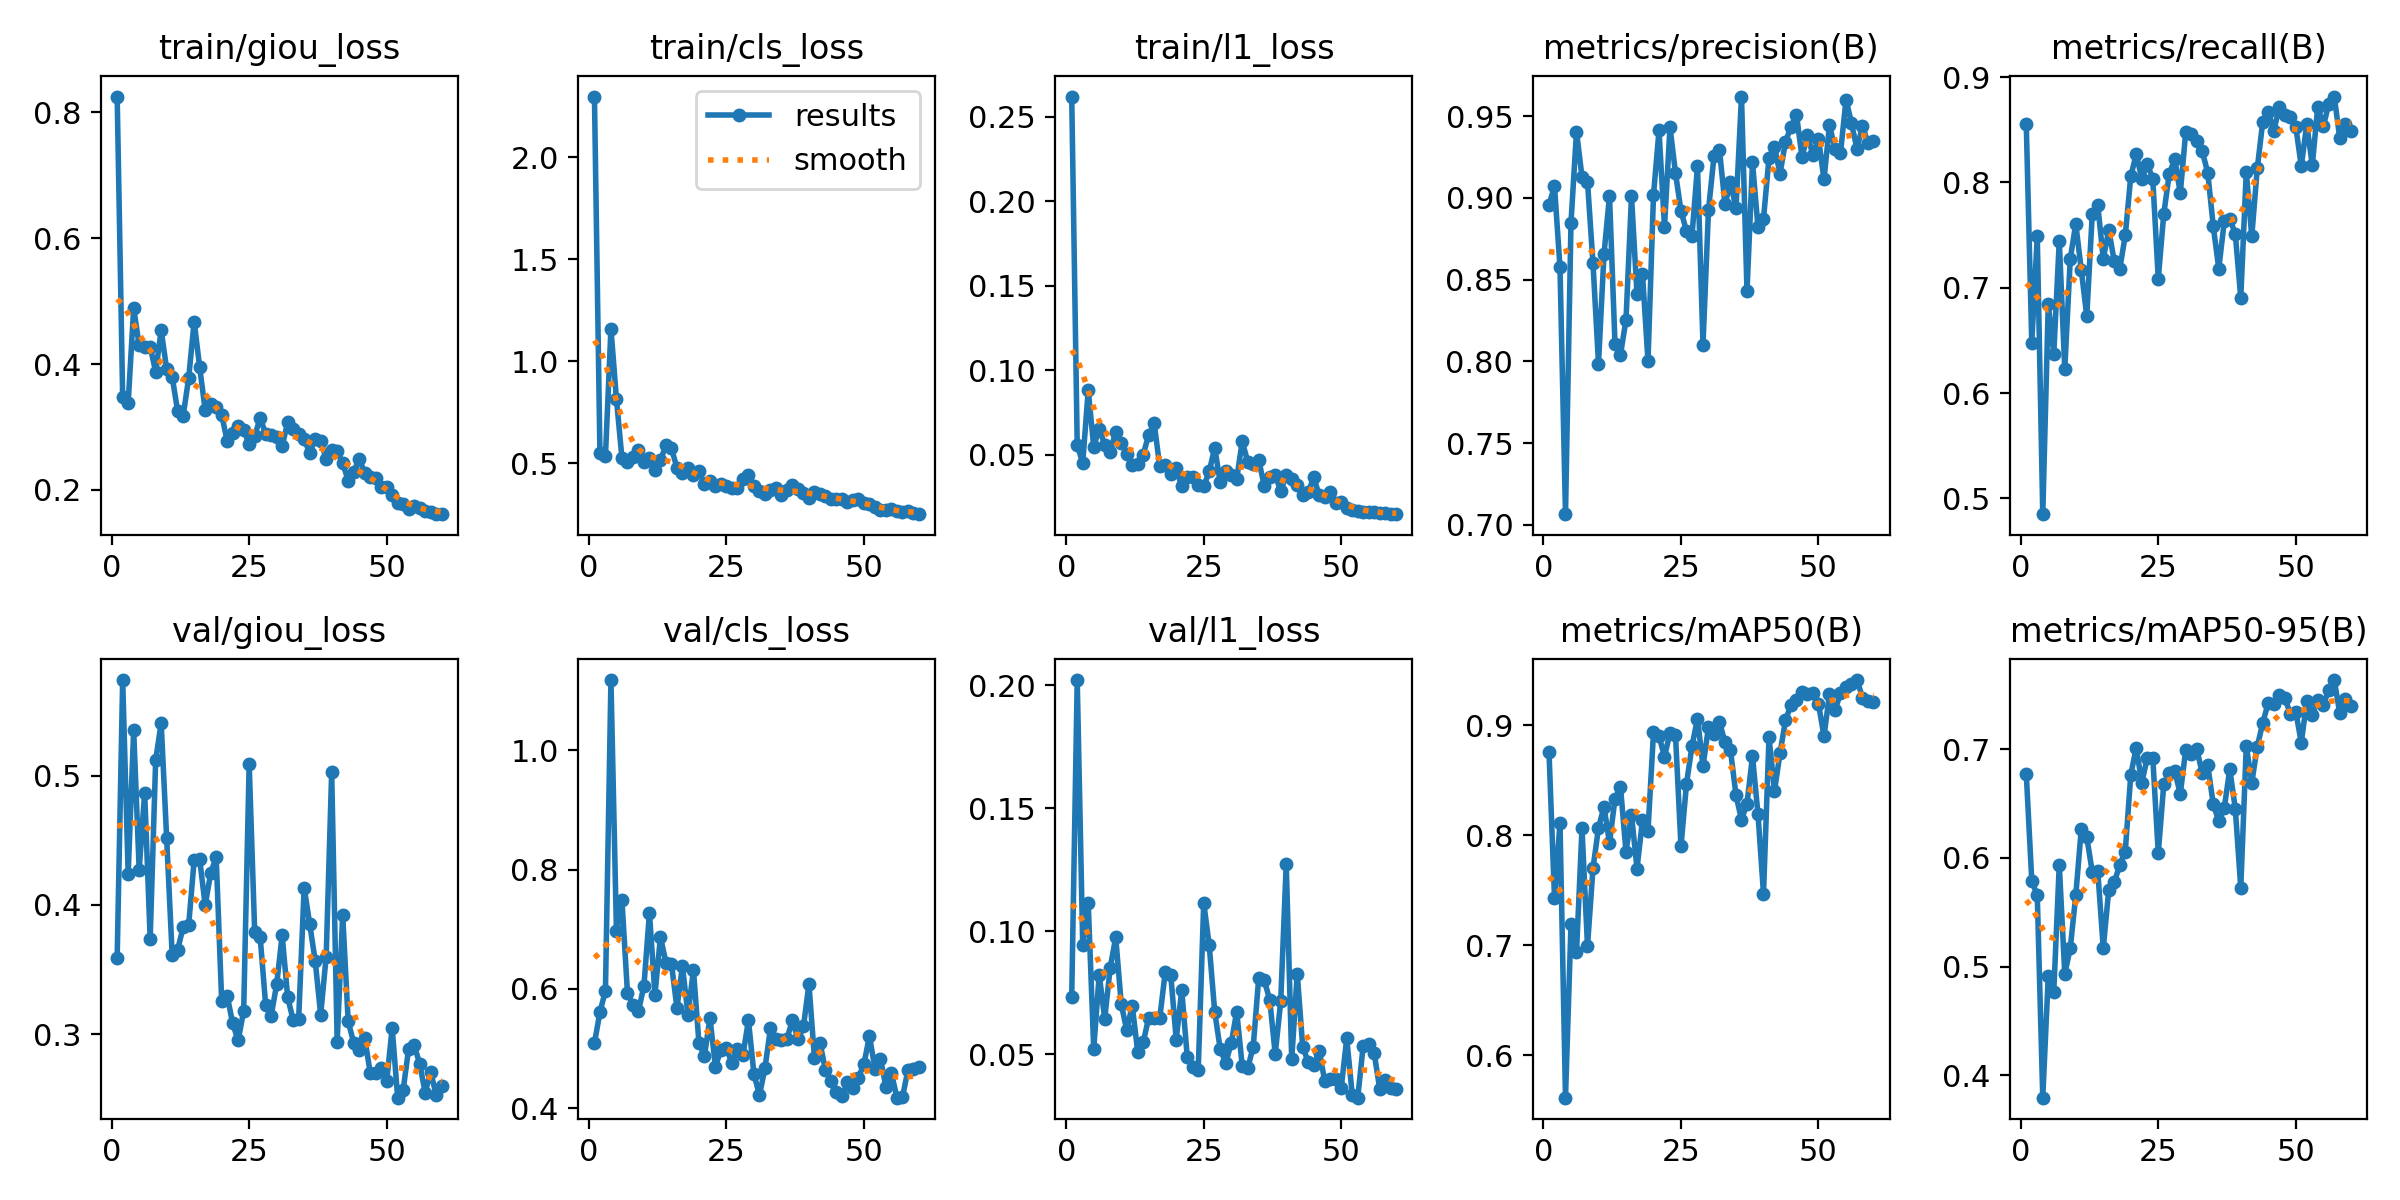 train/giou_loss
0.8
0.6
0.4
0.2
0 25 50
train/cls_loss
results
smooth
2.0
1.5
1.0
0.5
0 25 50
train/l1_loss
0.25
0.20
0.15
0.10
0.05
0 25 50
metrics/precision(B)
0.95
0.90
0.85
0.80
0.75
0.70
0 25 50
metrics/recall(B)
0.9
0.8
0.7
0.6
0.5
0 25 50
val/giou_loss
0.5
0.4
0.3
0 25 50
val/cls_loss
1.0
0.8
0.6
0.4
0 25 50
val/l1_loss
0.20
0.15
0.10
0.05
0 25 50
metrics/mAP50(B)
0.9
0.8
0.7
0.6
0 25 50
metrics/mAP50-95(B)
0.7
0.6
0.5
0.4
0 25 50